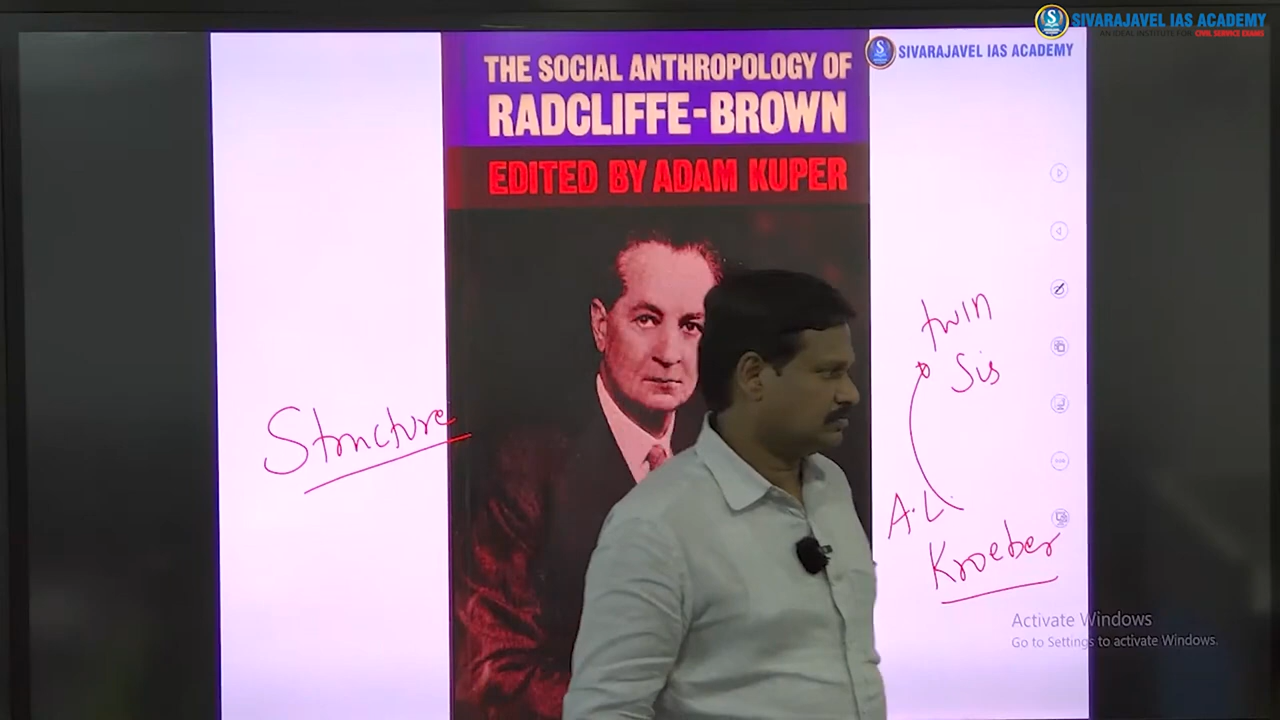 SIVARAJAVEL IAS ACADEMY
AN IDEAL INSTITUTE FOR CIVIL SERVICE EXAMS
SIVARAJAVEL IAS ACADEMY
THE SOCIAL ANTHROPOLOGY OF
RADCLIFFE-BROWN
EDITED BY ADAM KUPER
twin
Sis
Structure
A.L
Kroeber
Activate Windows
Go to Settings to activate Windows.